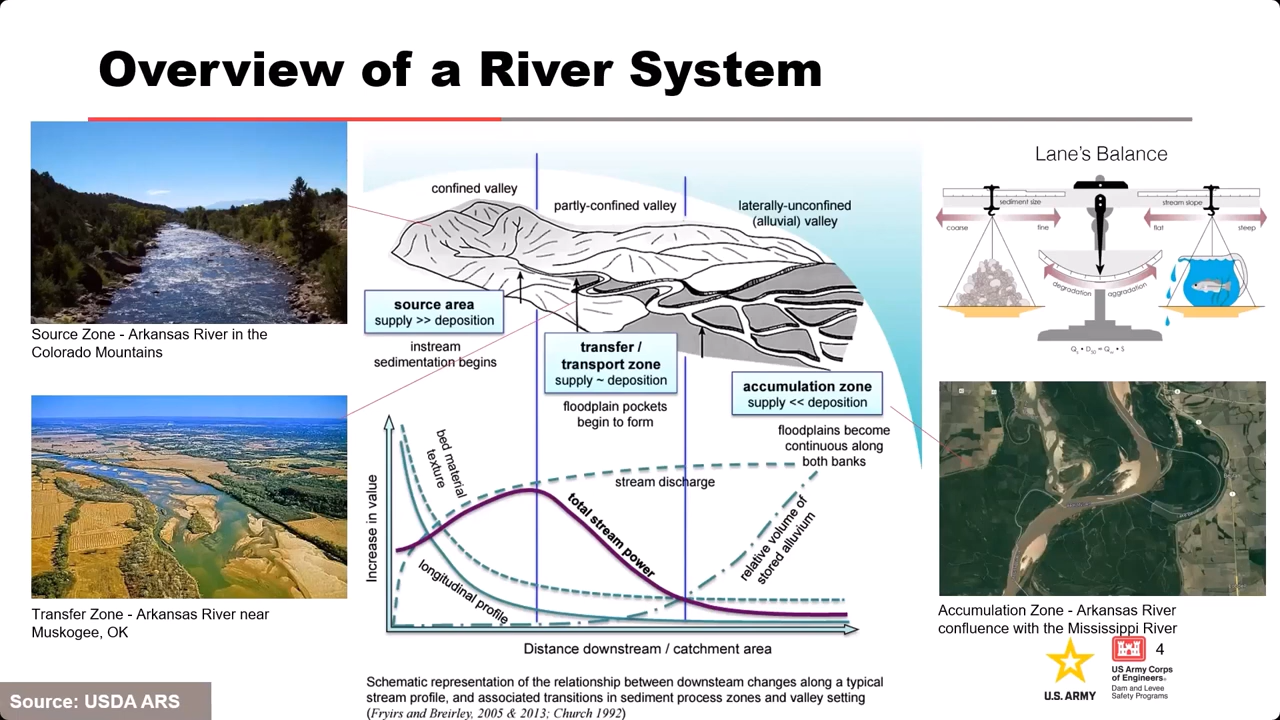 Overview of a River System
Source Zone - Arkansas River in the
Colorado Mountains
Transfer Zone - Arkansas River near
Muskogee, OK
confined valley
partly-confined valley
laterally-unconfined
(alluvial) valley
source area
supply >> deposition
instream
sedimentation begins
transfer /
transport zone
supply ~ deposition
floodplain pockets
begin to form
accumulation zone
supply << deposition
floodplains become
continuous along
both banks
Increase in value
bed material
texture
longitudinal profile
stream discharge
total stream power
relative volume of
stored alluvium
Distance downstream / catchment area
Schematic representation of the relationship between downsteam changes along a typical
stream profile, and associated transitions in sediment process zones and valley setting
(Fryirs and Breirley, 2005 & 2013; Church 1992)
Lane's Balance
sediment size
stream slope
coarse
fine
flat
steep
degradation
aggradation
Accumulation Zone - Arkansas River
confluence with the Mississippi River
4
U.S. ARMY
US Army Corps
of Engineers®
Dam and Levee
Safety Programs
Source: USDA ARS